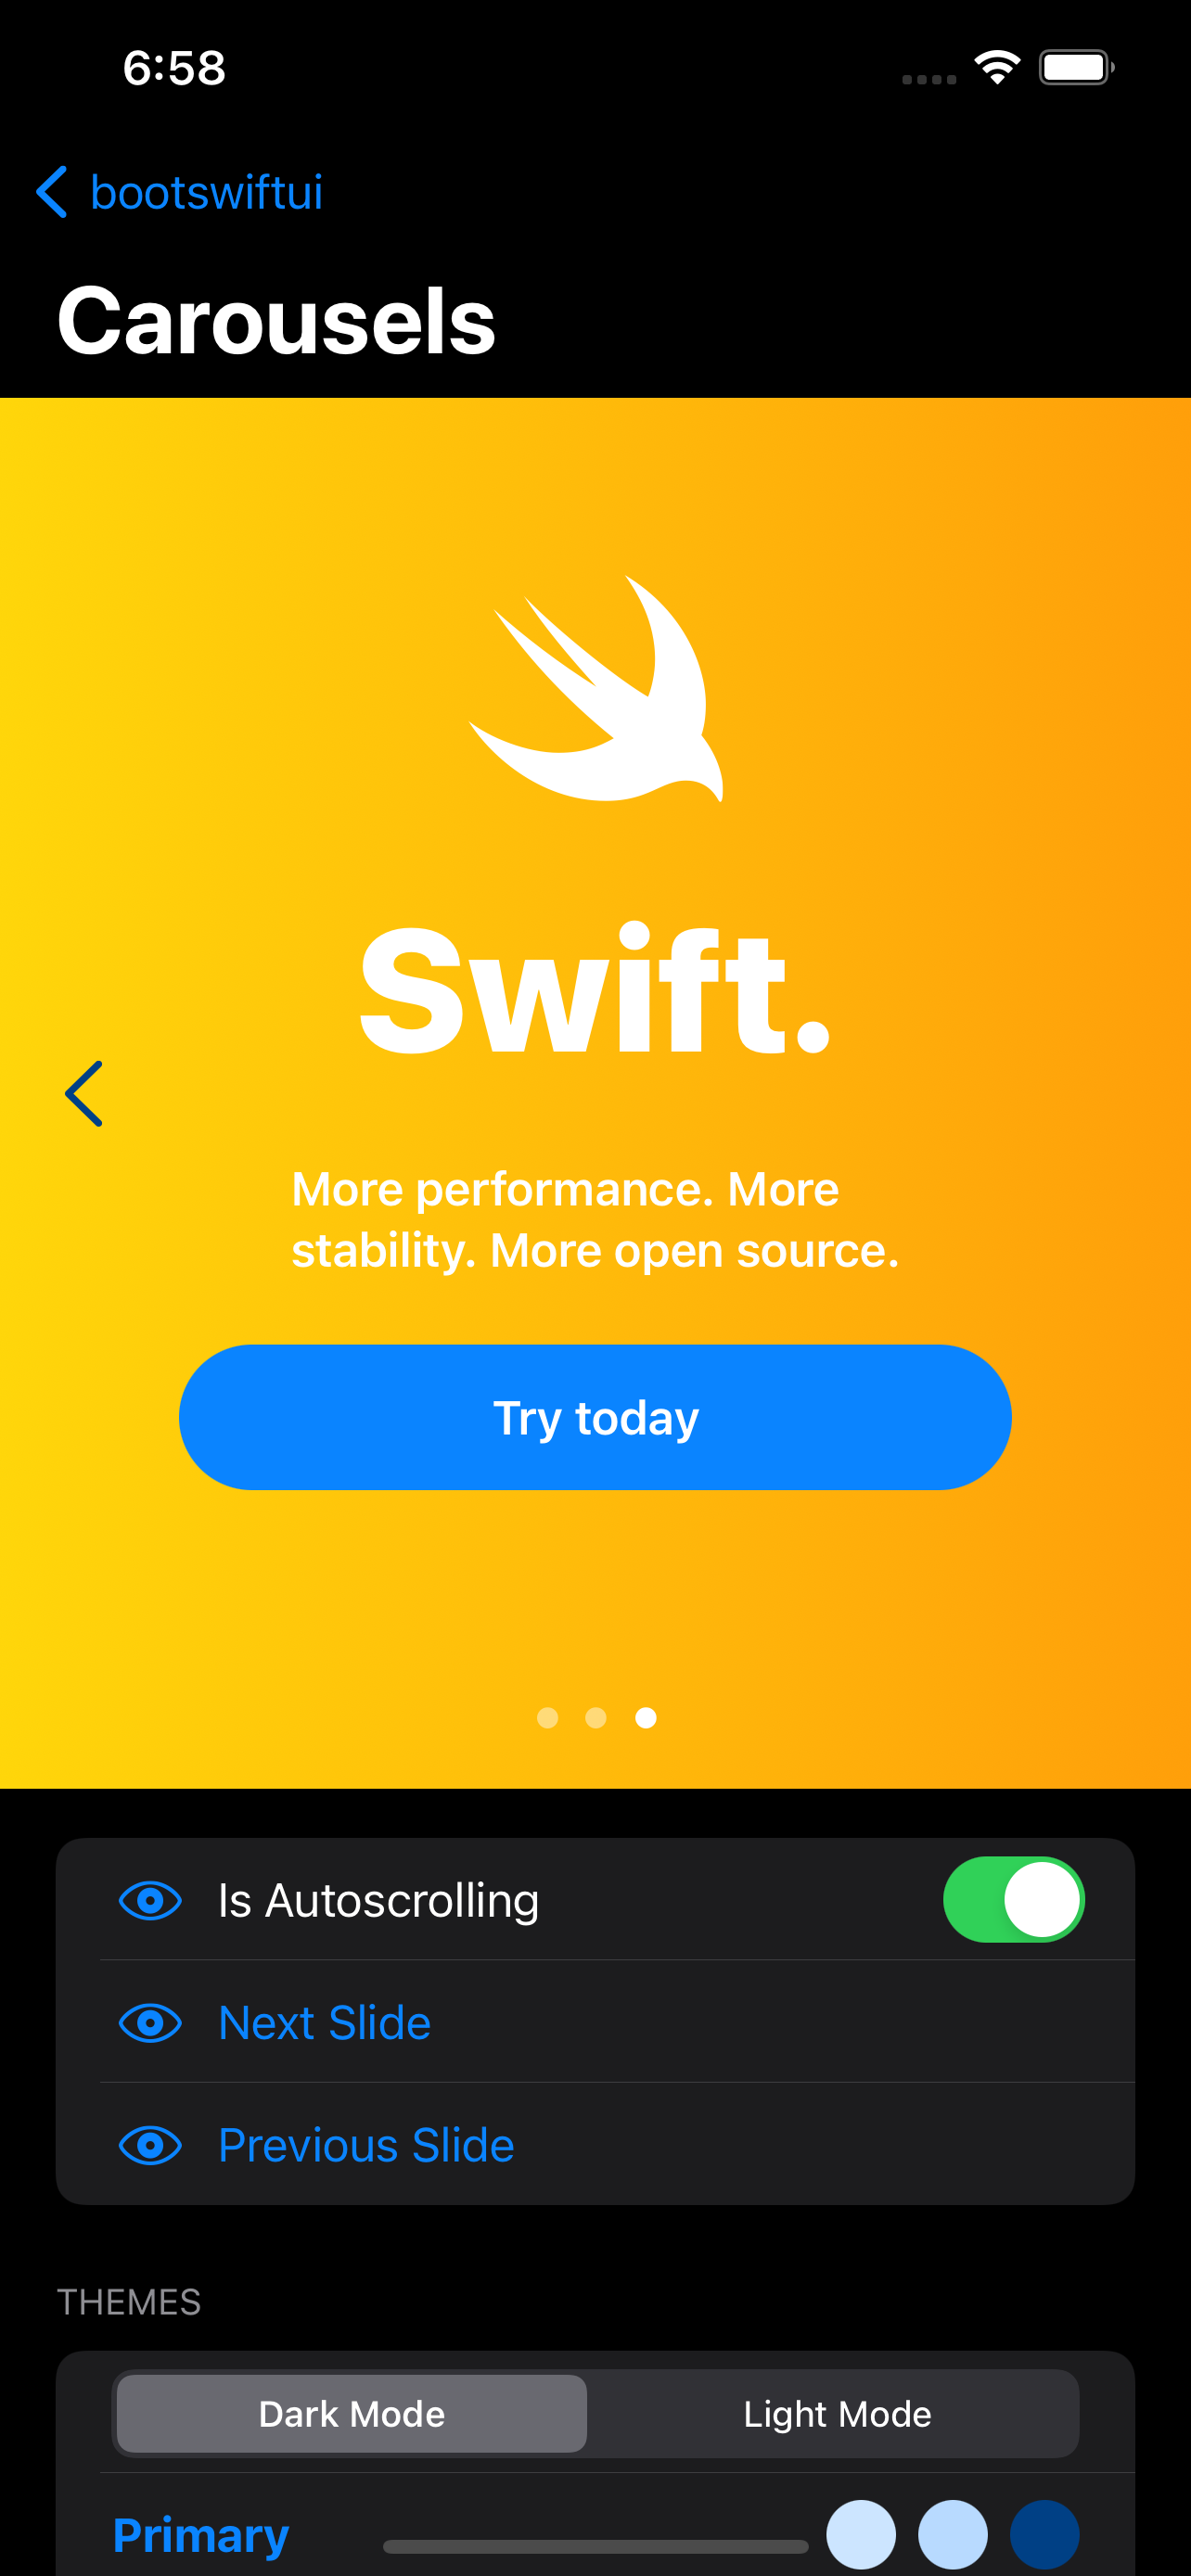 6:58
bootswiftui
Carousels
Swift.
More performance. More
stability. More open source.
Try today
Is Autoscrolling
Next Slide
Previous Slide
THEMES
Dark Mode
Light Mode
Primary